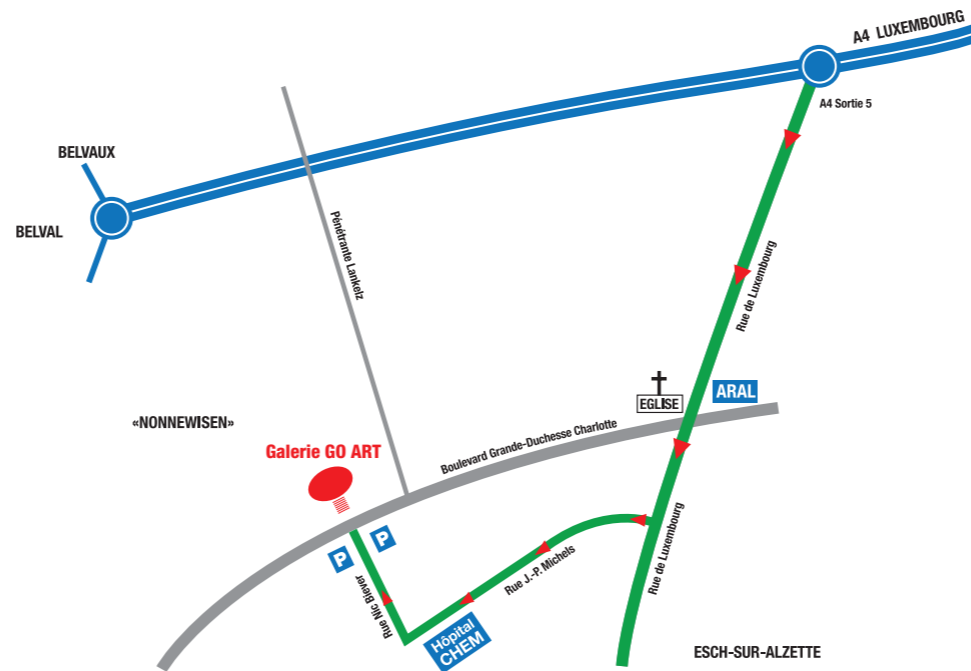 A4 LUXEMBOURG
A4 Sortie 5
BELVAUX
BELVAL
Pénétrante Lankelz
Rue de Luxembourg
EGLISE
ARAL
«NONNEWISEN»
Boulevard Grande-Duchesse Charlotte
Galerie GO ART
P
P
Rue Nic Biever
Rue J.-P. Michels
Rue de Luxembourg
Hôpital
CHEM
ESCH-SUR-ALZETTE